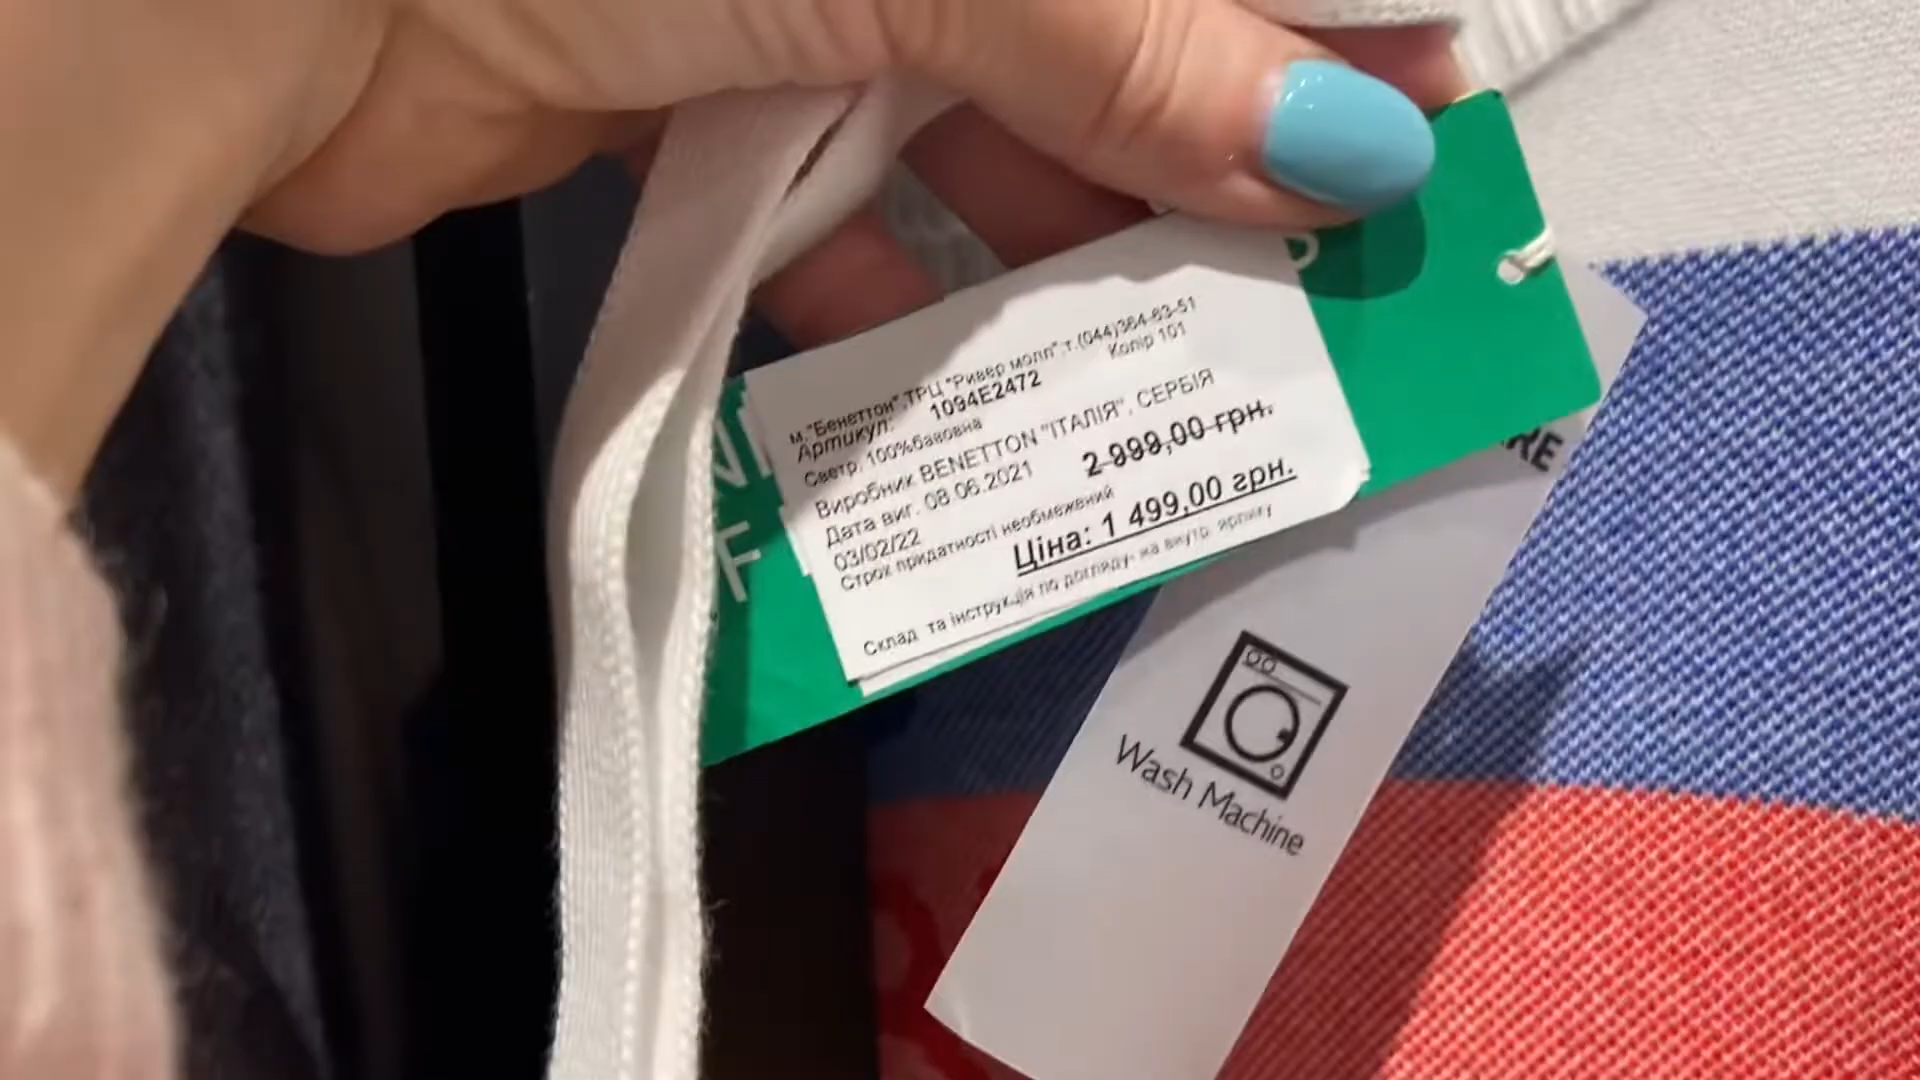 м."Бенеттон",ТРЦ "Ривер молл",т.(044)364-63-51
Артикул: 1094E2472 Колір 101
Светр. 100%бавовна
Виробник BENETTON "ІТАЛІЯ", СЕРБІЯ
Дата виг. 08.06.2021 2 999,00 грн.
03/02/22
Строк придатності необмежений
Ціна: 1 499,00 грн.
Склад та інструкція по догляду- на внутр. ярлику
Wash Machine